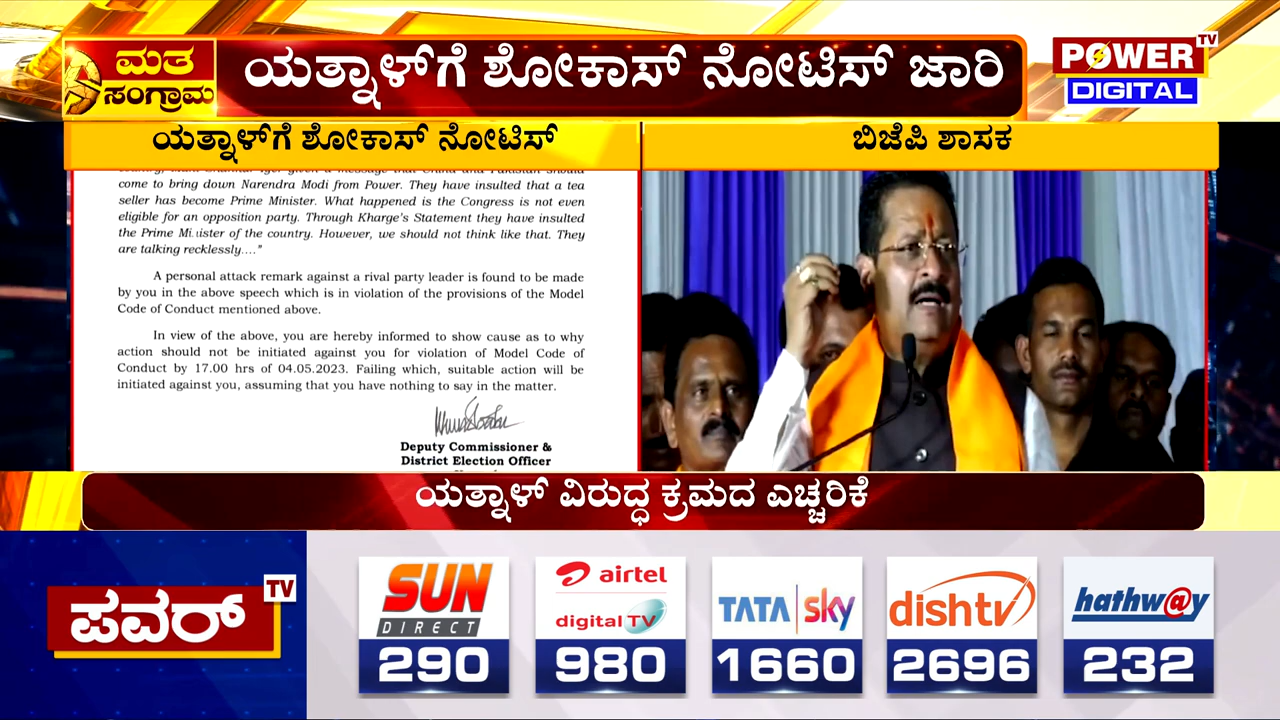 ಮತ
ಸಂಗ್ರಾಮ
ಯತ್ನಾಳ್‌ಗೆ ಶೋಕಾಸ್ ನೋಟಿಸ್ ಜಾರಿ
POWER TV
DIGITAL
ಯತ್ನಾಳ್‌ಗೆ ಶೋಕಾಸ್ ನೋಟಿಸ್
ಬಿಜೆಪಿ ಶಾಸಕ
come to bring down Narendra Modi from Power. They have insulted that a tea
seller has become Prime Minister. What happened is the Congress is not even
eligible for an opposition party. Through Kharge's Statement they have insulted
the Prime Minister of the country. However, we should not think like that. They
are talking recklessly...."
A personal attack remark against a rival party leader is found to be made
by you in the above speech which is in violation of the provisions of the Model
Code of Conduct mentioned above.
In view of the above, you are hereby informed to show cause as to why
action should not be initiated against you for violation of Model Code of
Conduct by 17.00 hrs of 04.05.2023. Failing which, suitable action will be
initiated against you, assuming that you have nothing to say in the matter.
Deputy Commissioner &
District Election Officer
ಯತ್ನಾಳ್ ವಿರುದ್ಧ ಕ್ರಮದ ಎಚ್ಚರಿಕೆ
ಪವರ್ TV
SUN
DIRECT
290
airtel
digital TV
980
TATA sky
1660
dishtv
2696
hathw@y
232